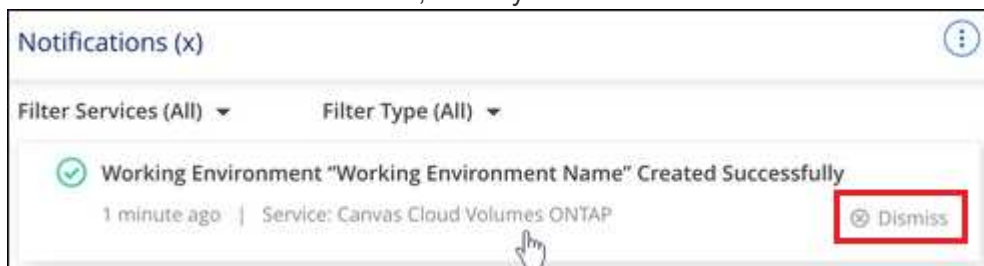 Notifications (x)
Filter Services (All) Filter Type (All)
Working Environment “Working Environment Name” Created Successfully
1 minute ago | Service: Canvas Cloud Volumes ONTAP Dismiss